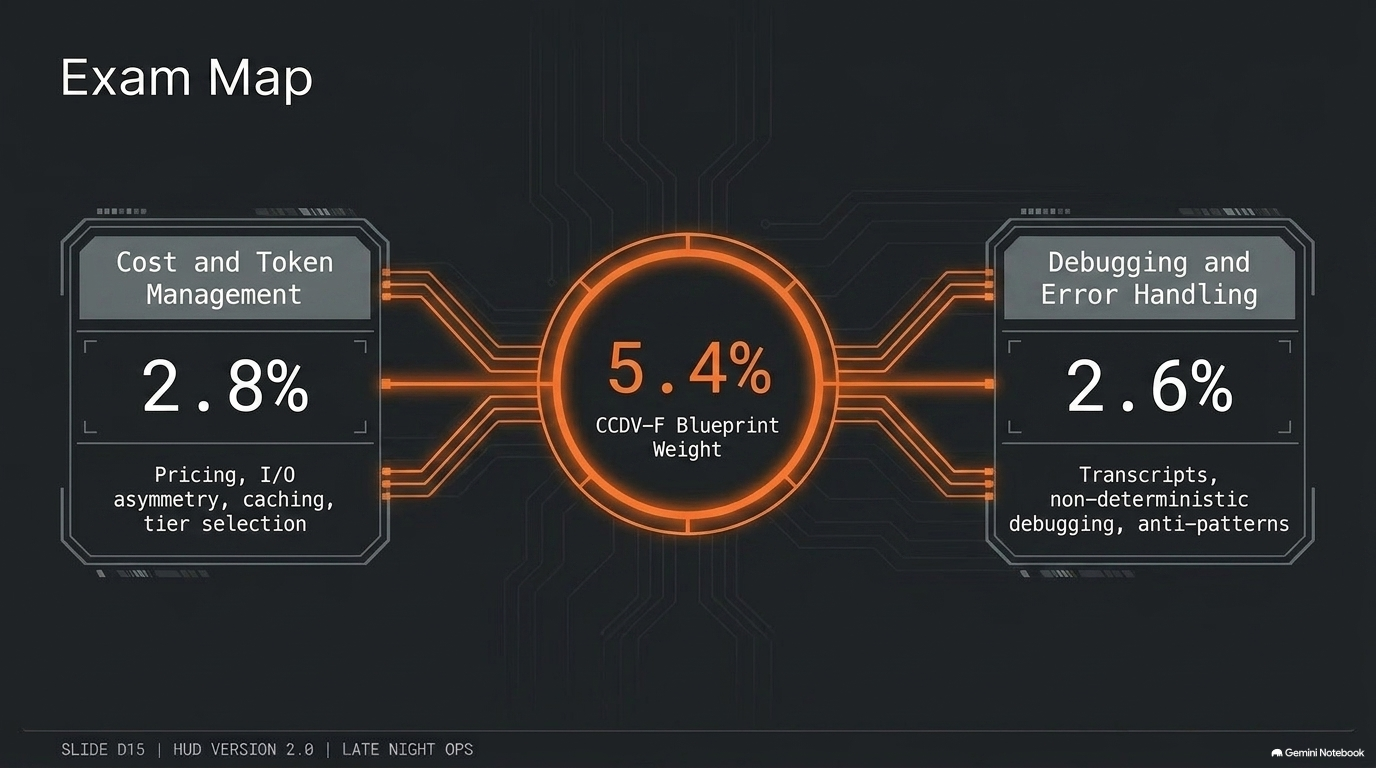 Exam Map
Cost and Token
Management
2.8%
Pricing, I/O
asymmetry, caching,
tier selection
5.4%
CCDV-F Blueprint
Weight
Debugging and
Error Handling
2.6%
Transcripts,
non-deterministic
debugging, anti-patterns
SLIDE D15 | HUD VERSION 2.0 | LATE NIGHT OPS
Gemini Notebook